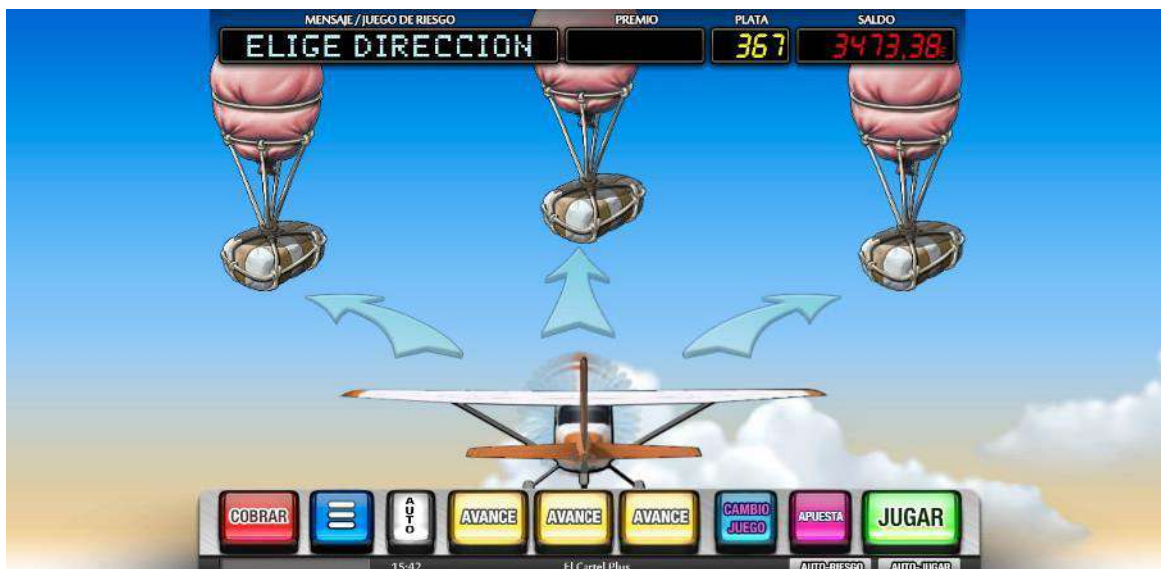 MENSAJE / JUEGO DE RIESGO PREMIO PLATA SALDO
ELIGE DIRECCION 367 3473,38€
COBRAR AUTO AVANCE AVANCE AVANCE CAMBIO JUEGO APUESTA JUGAR
15:42 El Cartel Plus AUTO-RIESGO AUTO-JUGAR